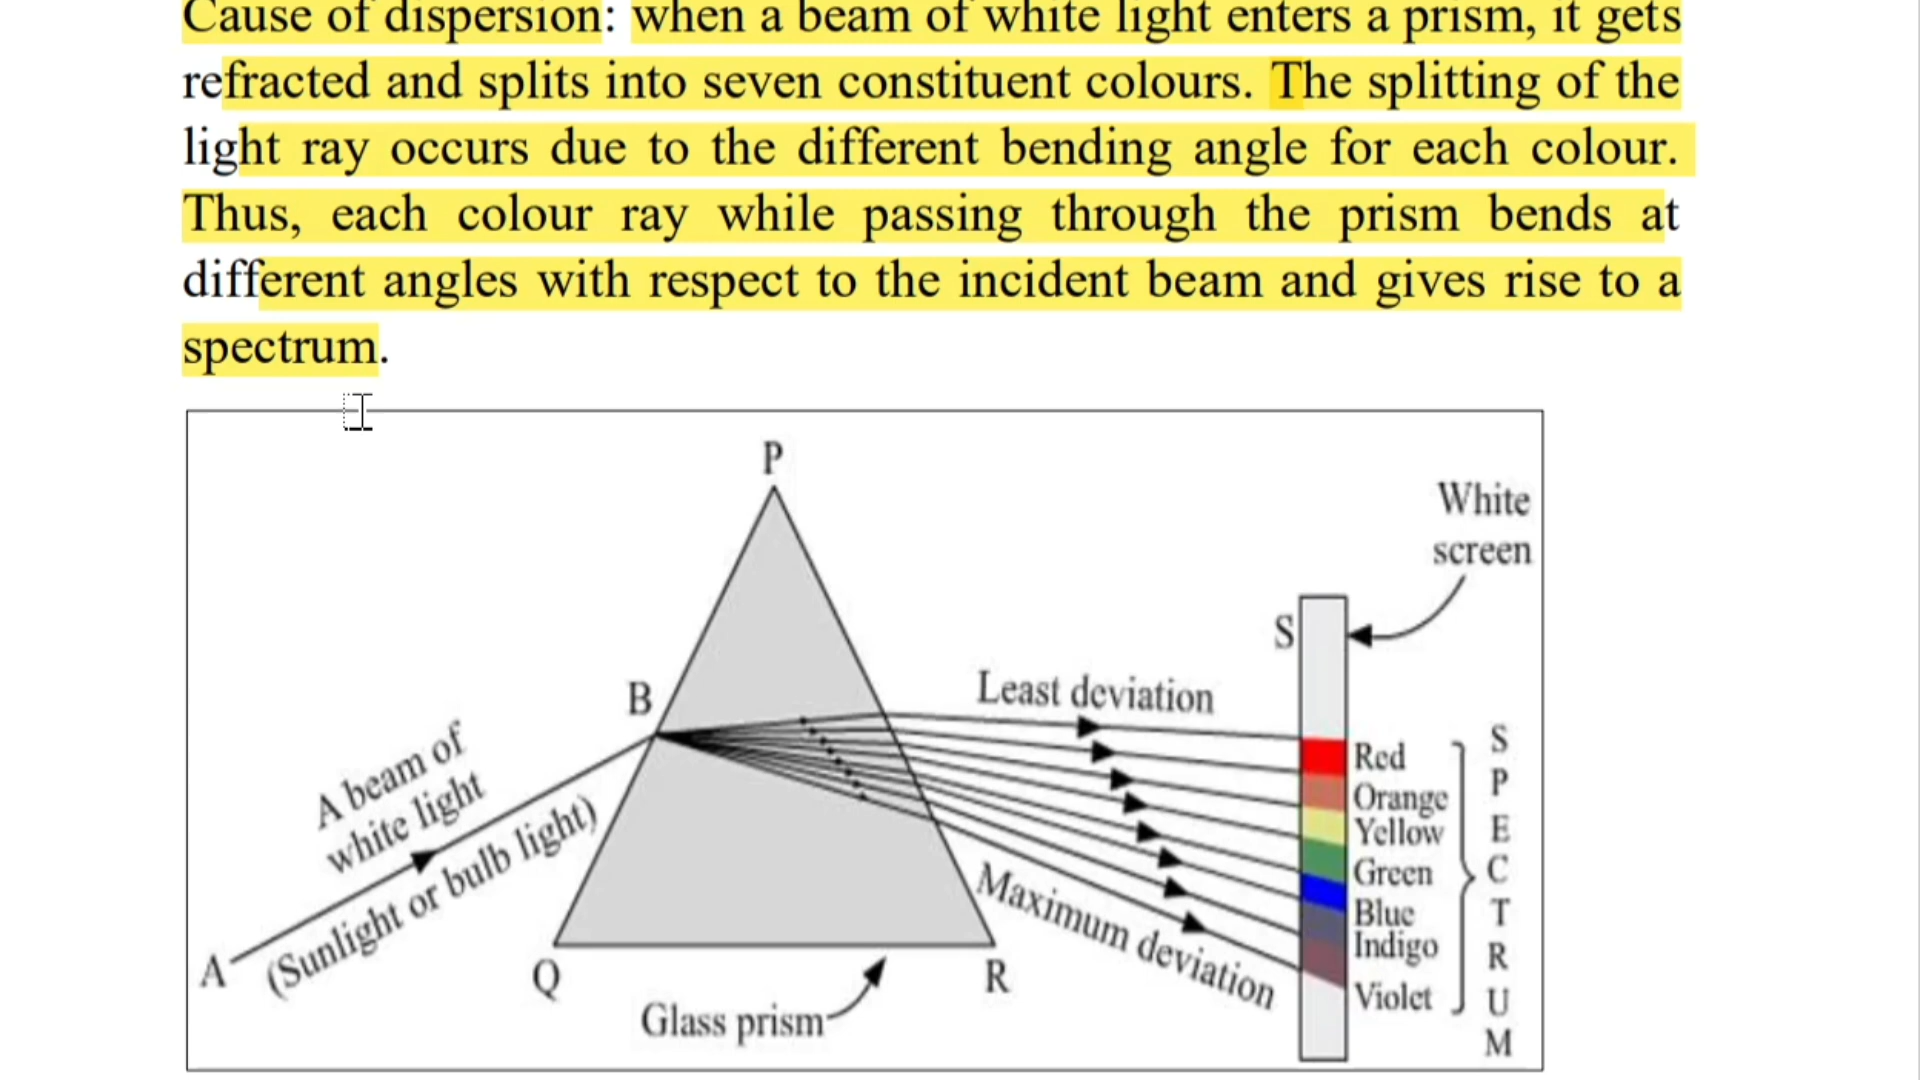 Cause of dispersion: when a beam of white light enters a prism, it gets
refracted and splits into seven constituent colours. The splitting of the
light ray occurs due to the different bending angle for each colour.
Thus, each colour ray while passing through the prism bends at
different angles with respect to the incident beam and gives rise to a
spectrum.
P
White
screen
S
B
Least deviation
A beam of
white light
(Sunlight or bulb light)
A
Q
R
Glass prism
Maximum deviation
Red
Orange
Yellow
Green
Blue
Indigo
Violet
SPECTRUM